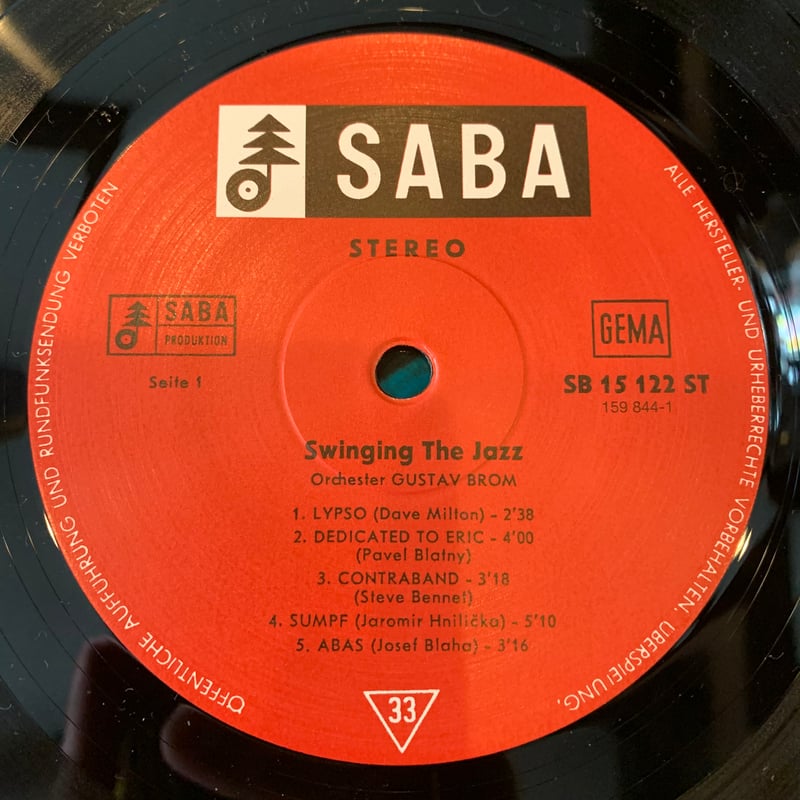 SABA
STEREO
SABA
PRODUKTION
Seite 1
GEMA
SB 15 122 ST
159 844-1
Swinging The Jazz
Orchester GUSTAV BROM
1. LYPSO (Dave Milton) - 2'38
2. DEDICATED TO ERIC - 4'00
(Pavel Blatny)
3. CONTRABAND - 3'18
(Steve Bennet)
4. SUMPF (Jaromir Hnilička) - 5'10
5. ABAS (Josef Blaha) - 3'16
33
ALLE HERSTELLER- UND URHEBERRECHTE VORBEHALTEN. ÜBERSPIELUNG,
ÖFFENTLICHE AUFFÜHRUNG UND RUNDFUNKSENDUNG VERBOTEN